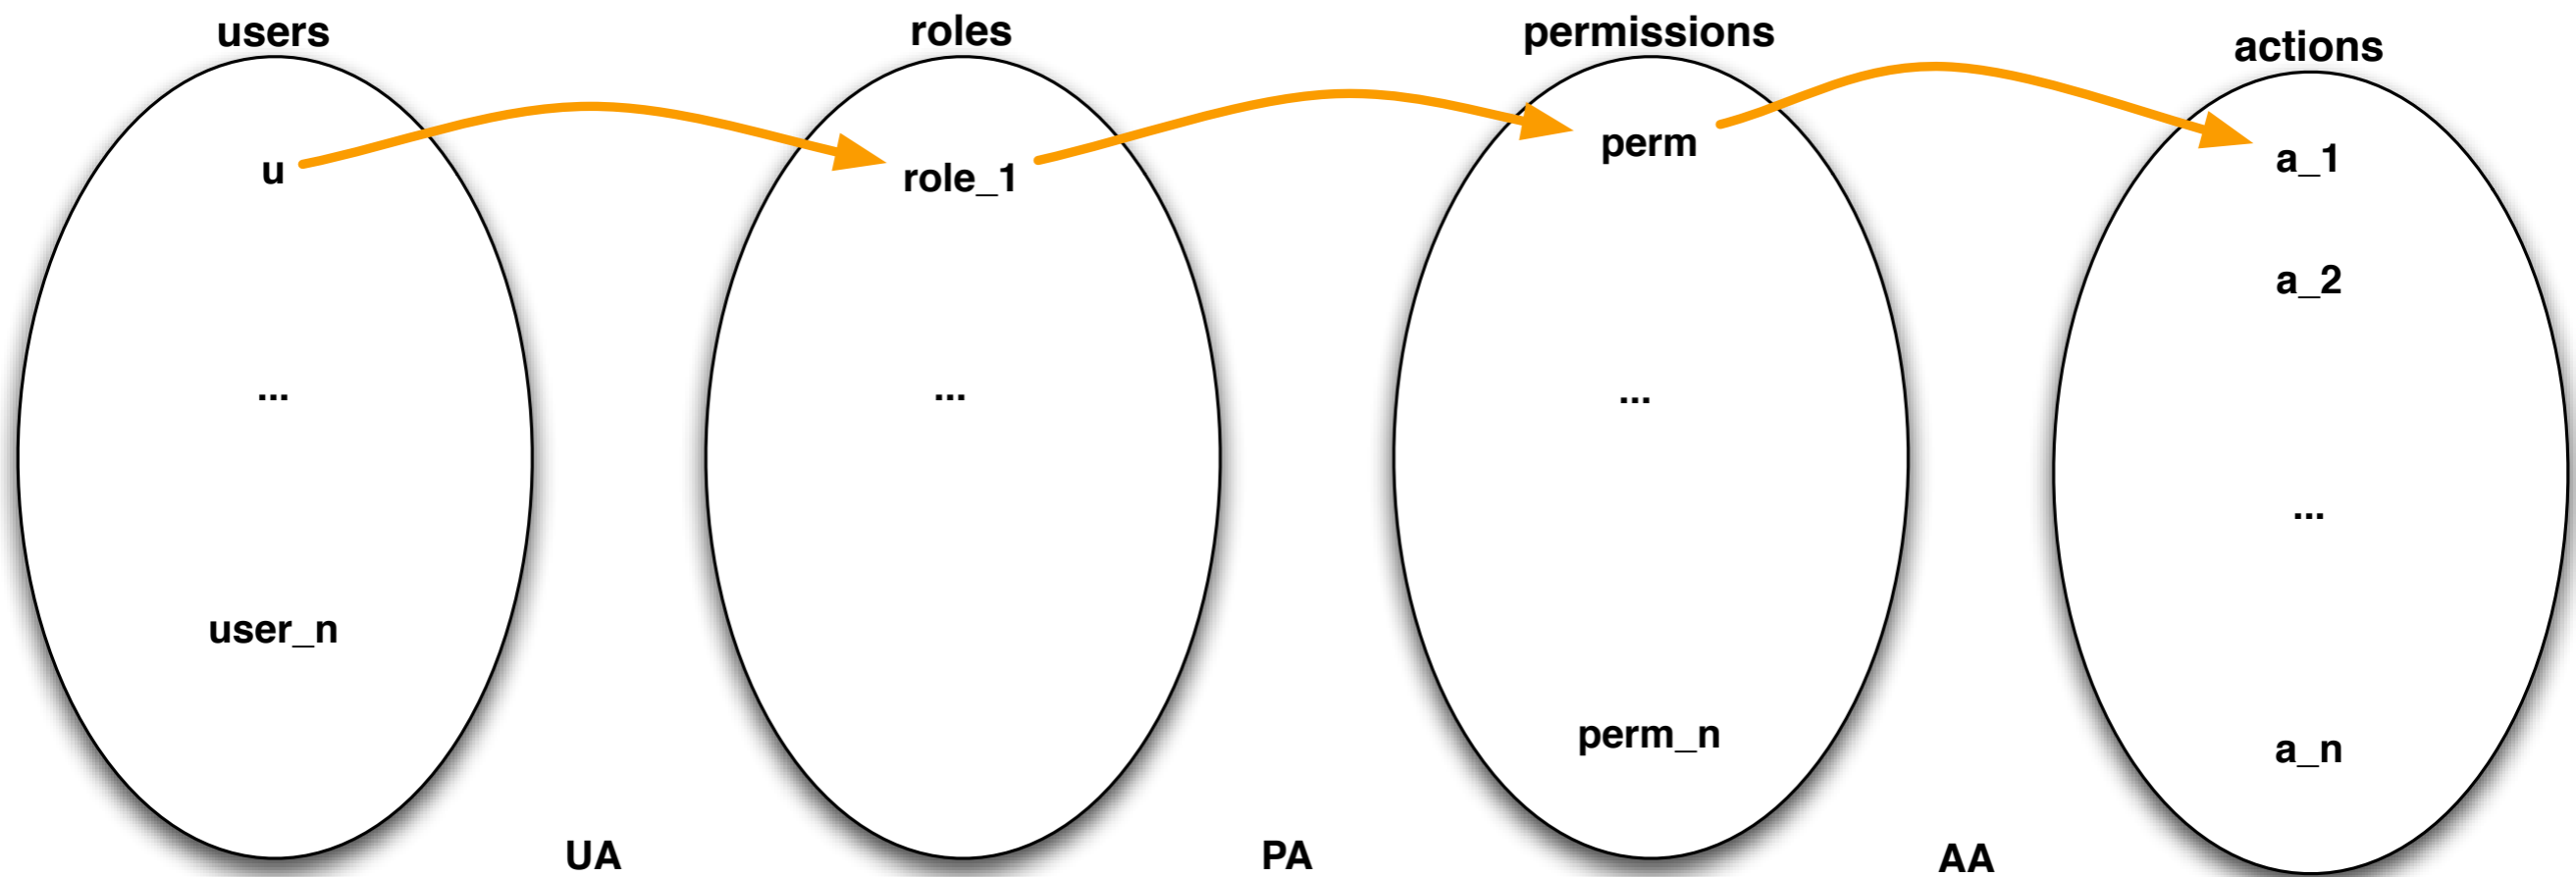 users
roles
permissions
actions
u
role_1
perm
a_1
a_2
...
...
...
...
user_n
perm_n
a_n
UA
PA
AA